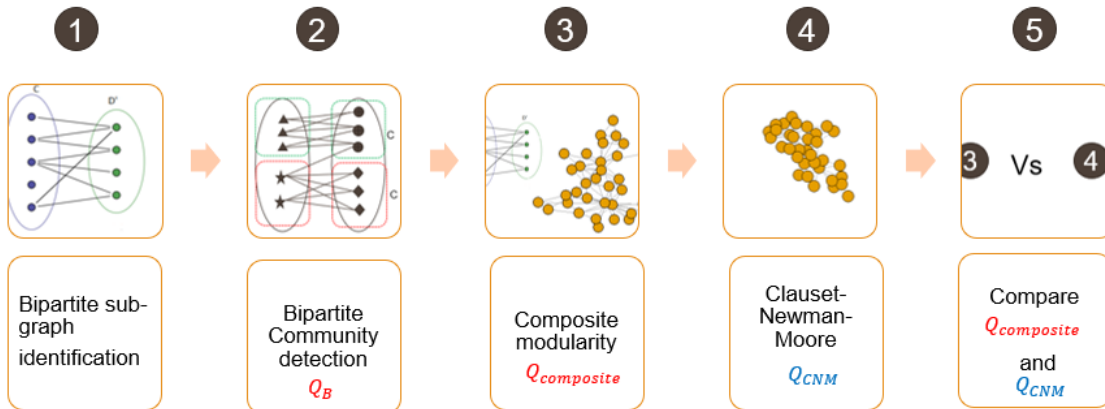 1
2
3
4
5
C
D'
C
C
3
Vs
4
Bipartite sub-
graph
identification
Bipartite
Community
detection
Q_B
Composite
modularity
Q_composite
Clauset-
Newman-
Moore
Q_CNM
Compare
Q_composite
and
Q_CNM